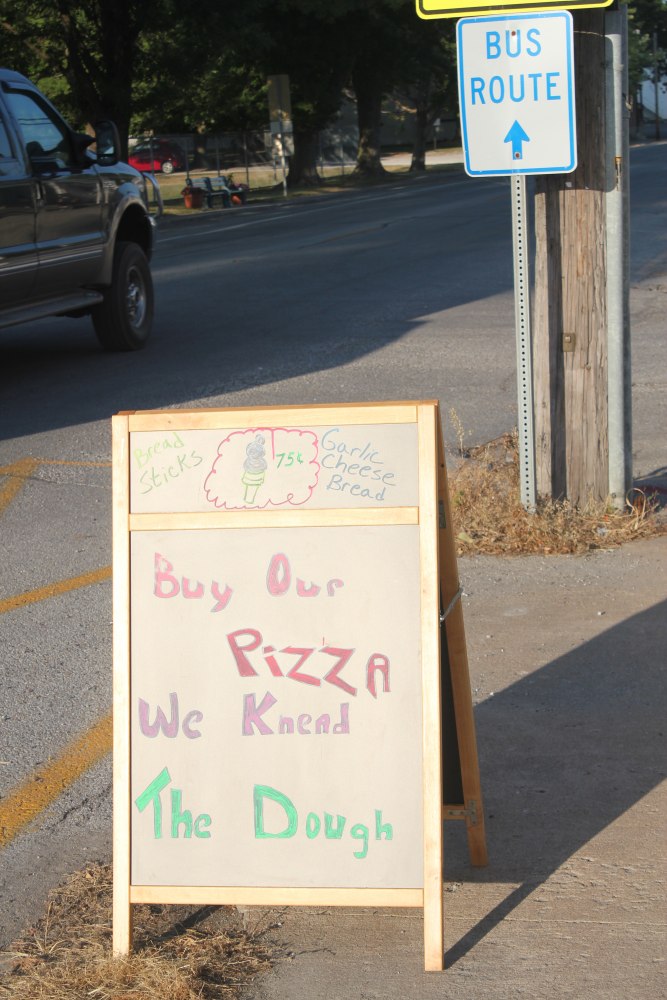 BUS
ROUTE
Bread
Sticks
75¢
Garlic
Cheese
Bread
Buy Our
PizzA
We Knead
The Dough